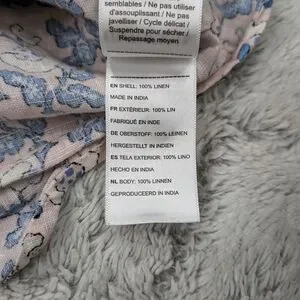 semblables / Ne pas utiliser
d'assouplissant / Ne pas
javelliser / Cycle délicat /
Suspendre pour sécher /
Repassage moyen
EN SHELL: 100% LINEN
MADE IN INDIA
FR EXTÉRIEUR: 100% LIN
FABRIQUÉ EN INDE
DE OBERSTOFF: 100% LEINEN
HERGESTELLT IN INDIEN
ES TELA EXTERIOR: 100% LINO
HECHO EN INDIA
NL BODY: 100% LINNEN
GEPRODUCEERD IN INDIA